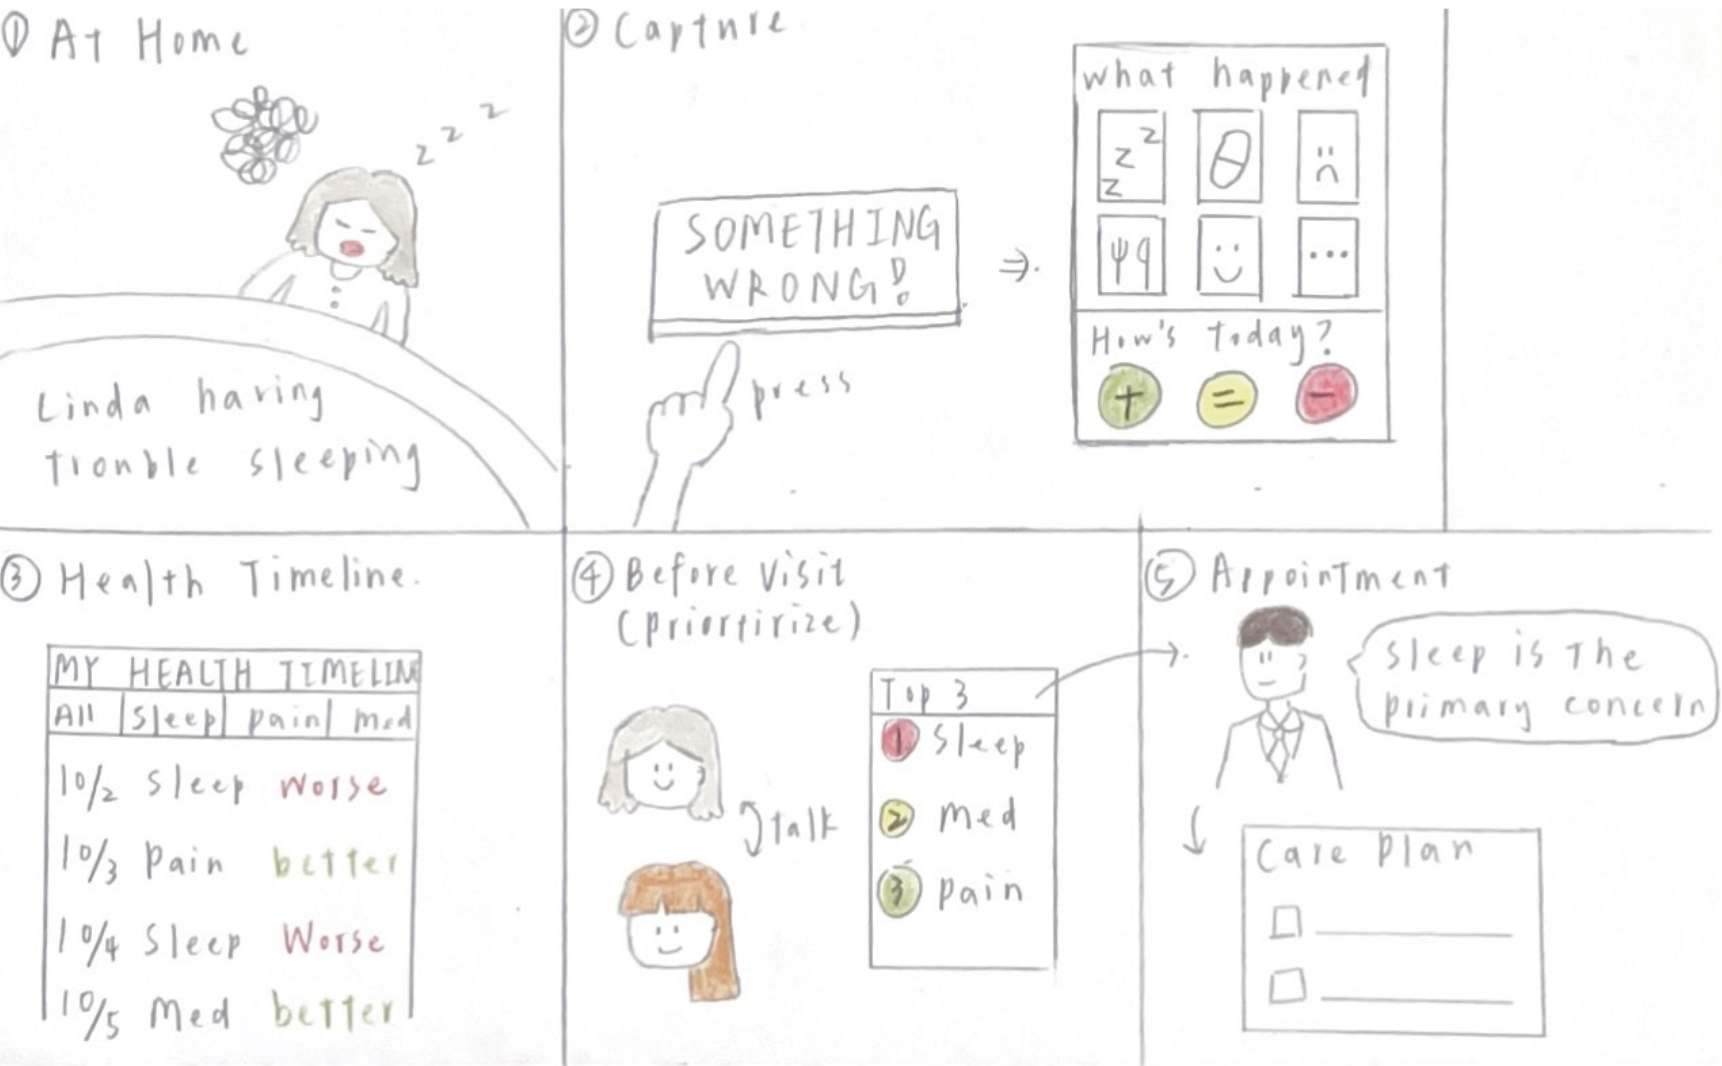 ① At Home
z z z
Linda having
trouble sleeping
② Capture
SOMETHING
WRONG!
press
⇒
what happened
z z z
...
How's today?
+ = -
③ Health Timeline.
MY HEALTH TIMELIN
All sleep pain med
10/2 sleep worse
10/3 pain better
10/4 sleep worse
10/5 med better
④ Before visit
(priortirize)
talk
Top 3
1 sleep
2 med
3 pain
⑤ Appointment
sleep is the
primary concern
care plan